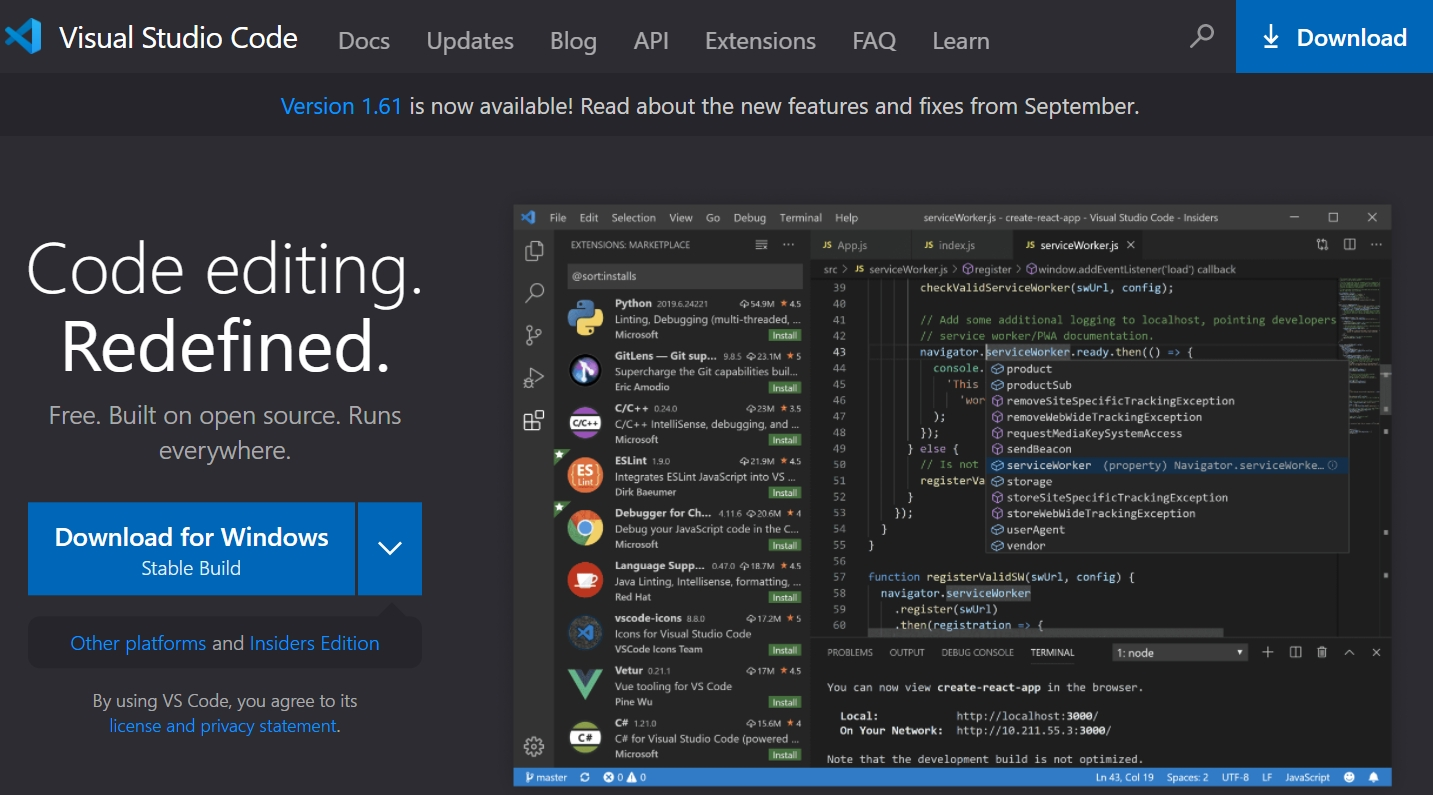 Visual Studio Code Docs Updates Blog API Extensions FAQ Learn Download
Version 1.61 is now available! Read about the new features and fixes from September.
Code editing.
Redefined.
Free. Built on open source. Runs
everywhere.
Download for Windows
Stable Build
Other platforms and Insiders Edition
By using VS Code, you agree to its
license and privacy statement.
File Edit Selection View Go Debug Terminal Help serviceWorker.js - create-react-app - Visual Studio Code - Insiders
EXTENSIONS: MARKETPLACE
@sort:installs
Python 2019.6.24221 54.9M 4.5
Linting, Debugging (multi-threaded, ...
Microsoft Install
GitLens — Git sup... 9.8.5 23.1M 5
Supercharge the Git capabilities buil...
Eric Amodio Install
C/C++ 0.24.0 23M 3.5
C/C++ IntelliSense, debugging, and ...
Microsoft Install
ESLint 1.9.0 21.9M 4.5
Integrates ESLint JavaScript into VS ...
Dirk Baeumer Install
Debugger for Ch... 4.11.6 20.6M 4
Debug your JavaScript code in the C...
Microsoft Install
Language Supp... 0.47.0 18.7M 4.5
Java Linting, Intellisense, formatting, ...
Red Hat Install
vscode-icons 8.8.0 17.2M 5
Icons for Visual Studio Code
VSCode Icons Team Install
Vetur 0.21.1 17M 4.5
Vue tooling for VS Code
Pine Wu Install
C# 1.21.0 15.6M 4
C# for Visual Studio Code (powered ...
Microsoft Install
C/C++
ES
Lint
C#
JS App.js JS index.js JS serviceWorker.js
src > JS serviceWorker.js > register > window.addEventListener('load') callback
39 checkValidServiceWorker(swUrl, config);
40
41 // Add some additional logging to localhost, pointing developers
42 // service worker/PWA documentation.
43 navigator.serviceWorker.ready.then(() => {
44 console.
45 'This
46 'wor
47 );
48 });
49 } else {
50 // Is not
51 registerVa
52 }
53 });
54 }
55 }
56
57 function registerValidSW(swUrl, config) {
58 navigator.serviceWorker
59 .register(swUrl)
60 .then(registration => {
product
productSub
removeSiteSpecificTrackingException
removeWebWideTrackingException
requestMediaKeySystemAccess
sendBeacon
serviceWorker (property) Navigator.serviceWorke...
storage
storeSiteSpecificTrackingException
storeWebWideTrackingException
userAgent
vendor
PROBLEMS OUTPUT DEBUG CONSOLE TERMINAL 1: node
You can now view create-react-app in the browser.
Local: http://localhost:3000/
On Your Network: http://10.211.55.3:3000/
Note that the development build is not optimized.
master 0 0 Ln 43, Col 19 Spaces: 2 UTF-8 LF JavaScript